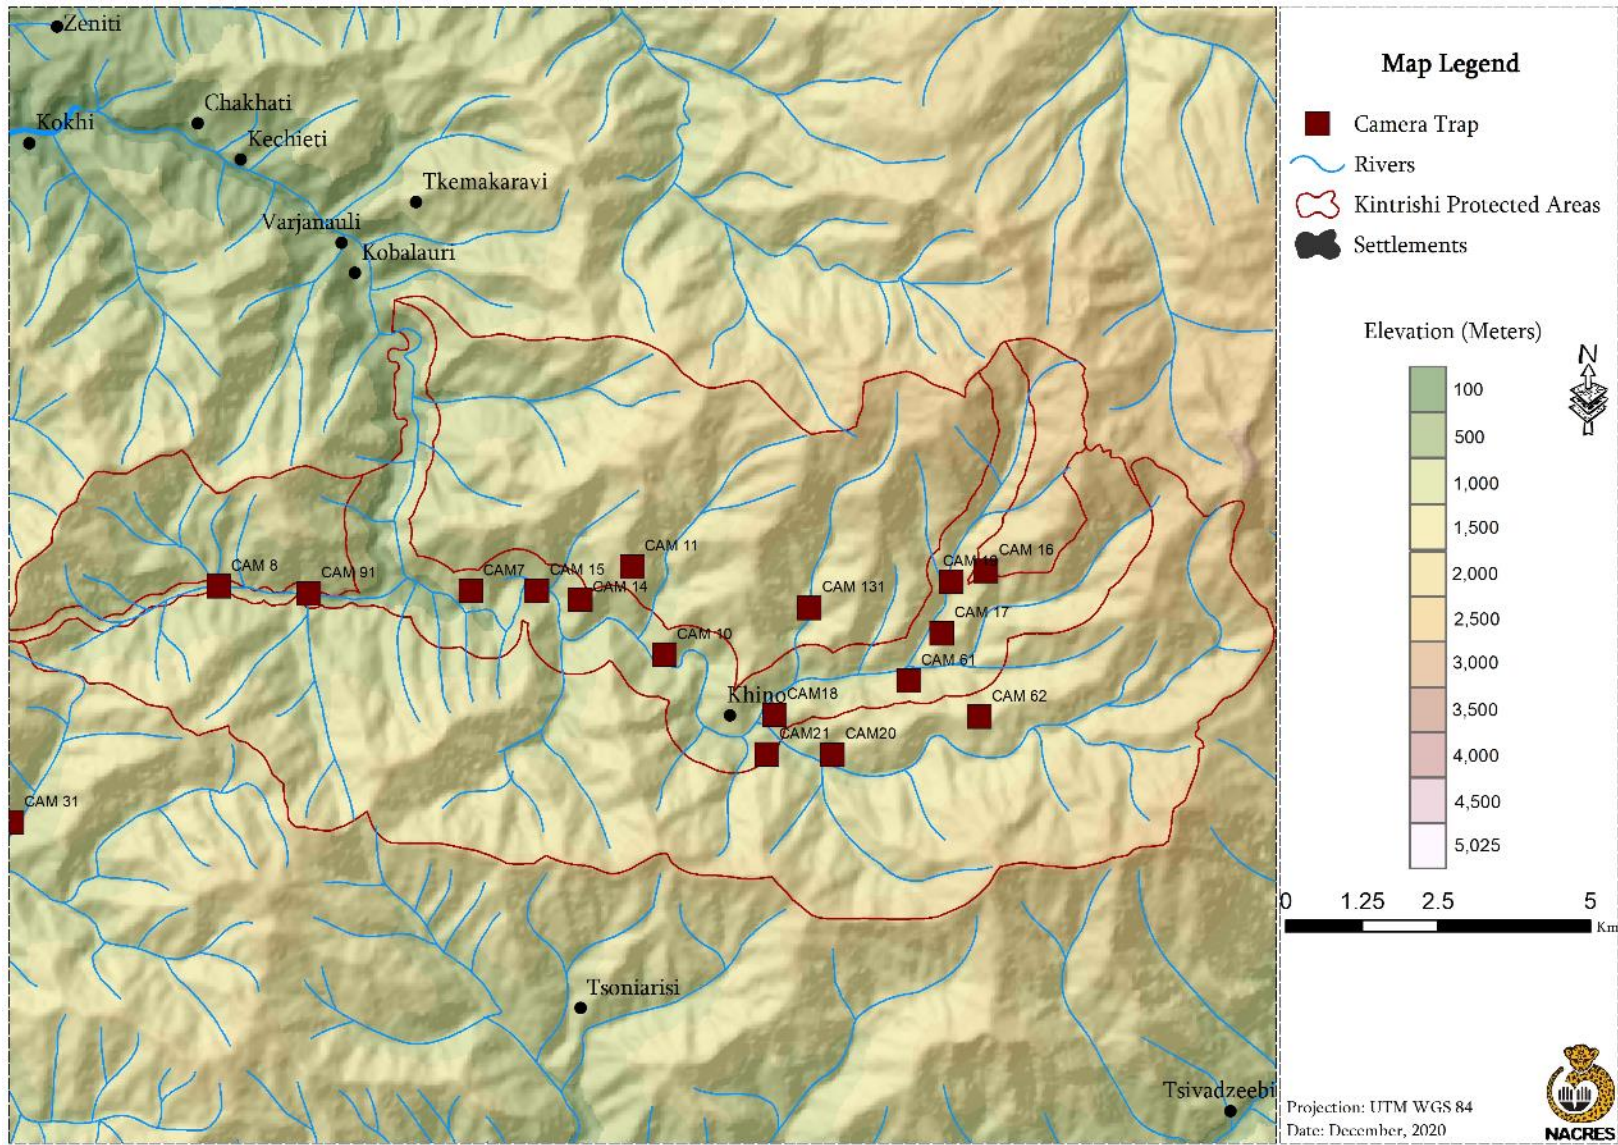 Zeniti
Chakhati
Kokhi
Kechieti
Tkemakaravi
Varjanauli
Kobalauri
CAM 11
CAM 16
CAM 8
CAM 91
CAM7
CAM 15
CAM 19
CAM 14
CAM 131
CAM 17
CAM 10
CAM 61
Khino
CAM18
CAM 62
CAM21
CAM20
CAM 31
Tsoniarisi
Tsivadzeebi
Map Legend
Camera Trap
Rivers
Kintrishi Protected Areas
Settlements
Elevation (Meters)
N
100
500
1,000
1,500
2,000
2,500
3,000
3,500
4,000
4,500
5,025
0 1.25 2.5 5
Km
Projection: UTM WGS 84
Date: December, 2020
NACRES